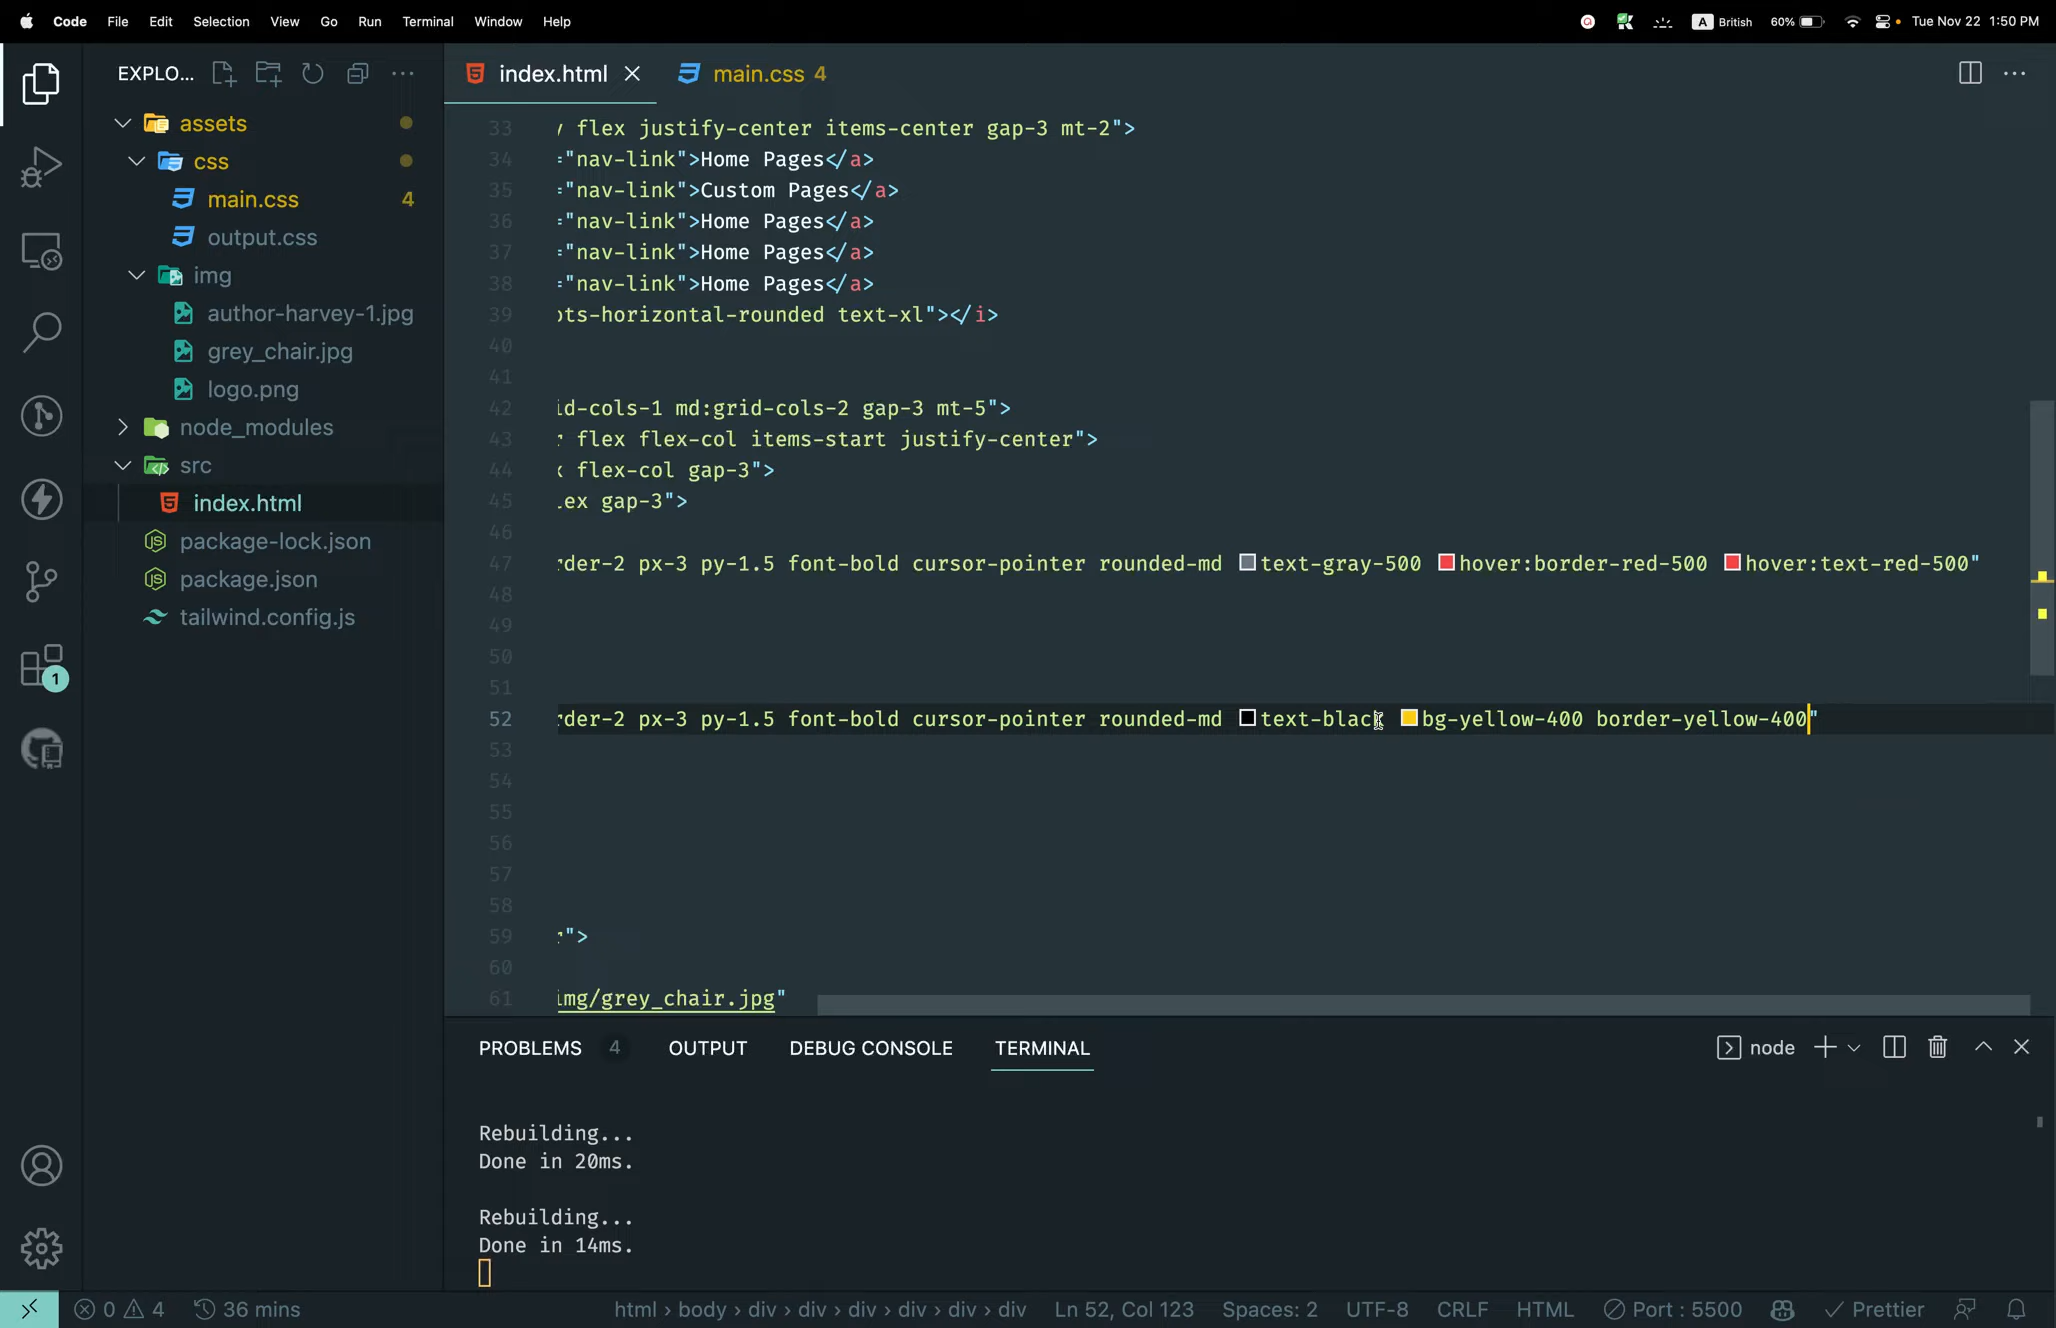 Code File Edit Selection View Go Run Terminal Window Help
A British 60% Tue Nov 22 1:50 PM
EXPLO...
index.html
main.css 4
assets
css
main.css 4
output.css
img
author-harvey-1.jpg
grey_chair.jpg
logo.png
node_modules
src
index.html
package-lock.json
package.json
tailwind.config.js
1
33 flex justify-center items-center gap-3 mt-2">
34 ="nav-link">Home Pages</a>
35 ="nav-link">Custom Pages</a>
36 ="nav-link">Home Pages</a>
37 ="nav-link">Home Pages</a>
38 ="nav-link">Home Pages</a>
39 ots-horizontal-rounded text-xl"></i>
40
41
42 id-cols-1 md:grid-cols-2 gap-3 mt-5">
43 r flex flex-col items-start justify-center">
44 x flex-col gap-3">
45 lex gap-3">
46
47 rder-2 px-3 py-1.5 font-bold cursor-pointer rounded-md text-gray-500 hover:border-red-500 hover:text-red-500"
48
49
50
51
52 rder-2 px-3 py-1.5 font-bold cursor-pointer rounded-md text-black bg-yellow-400 border-yellow-400"
53
54
55
56
57
58
59 r">
60
61 img/grey_chair.jpg"
PROBLEMS 4 OUTPUT DEBUG CONSOLE TERMINAL
node
Rebuilding...
Done in 20ms.
Rebuilding...
Done in 14ms.
0 4 36 mins html › body › div › div › div › div › div › div Ln 52, Col 123 Spaces: 2 UTF-8 CRLF HTML Port : 5500 Prettier